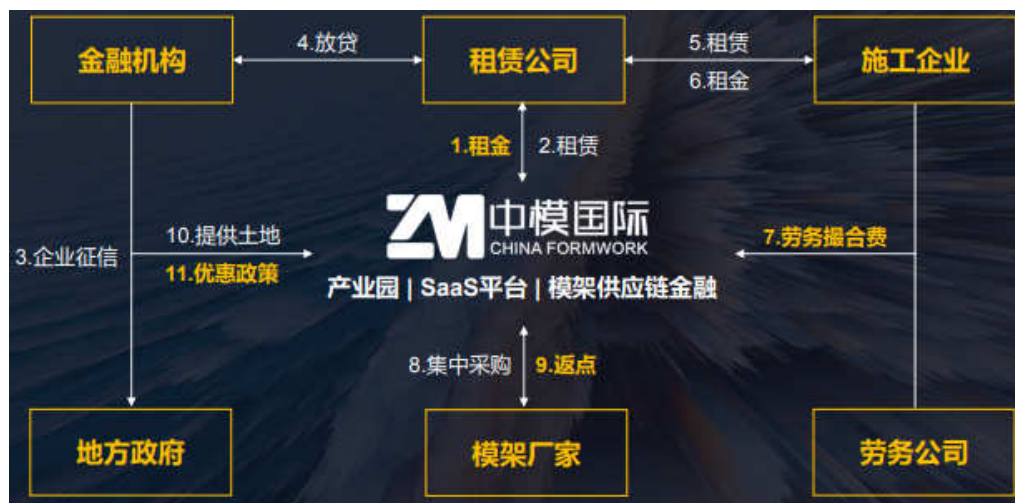 金融机构
4.放贷
租赁公司
5.租赁
6.租金
施工企业
1.租金
2.租赁
ZM中模国际
CHINA FORMWORK
3.企业征信
10.提供土地
11.优惠政策
7.劳务撮合费
产业园 | SaaS平台 | 模架供应链金融
8.集中采购
9.返点
地方政府
模架厂家
劳务公司